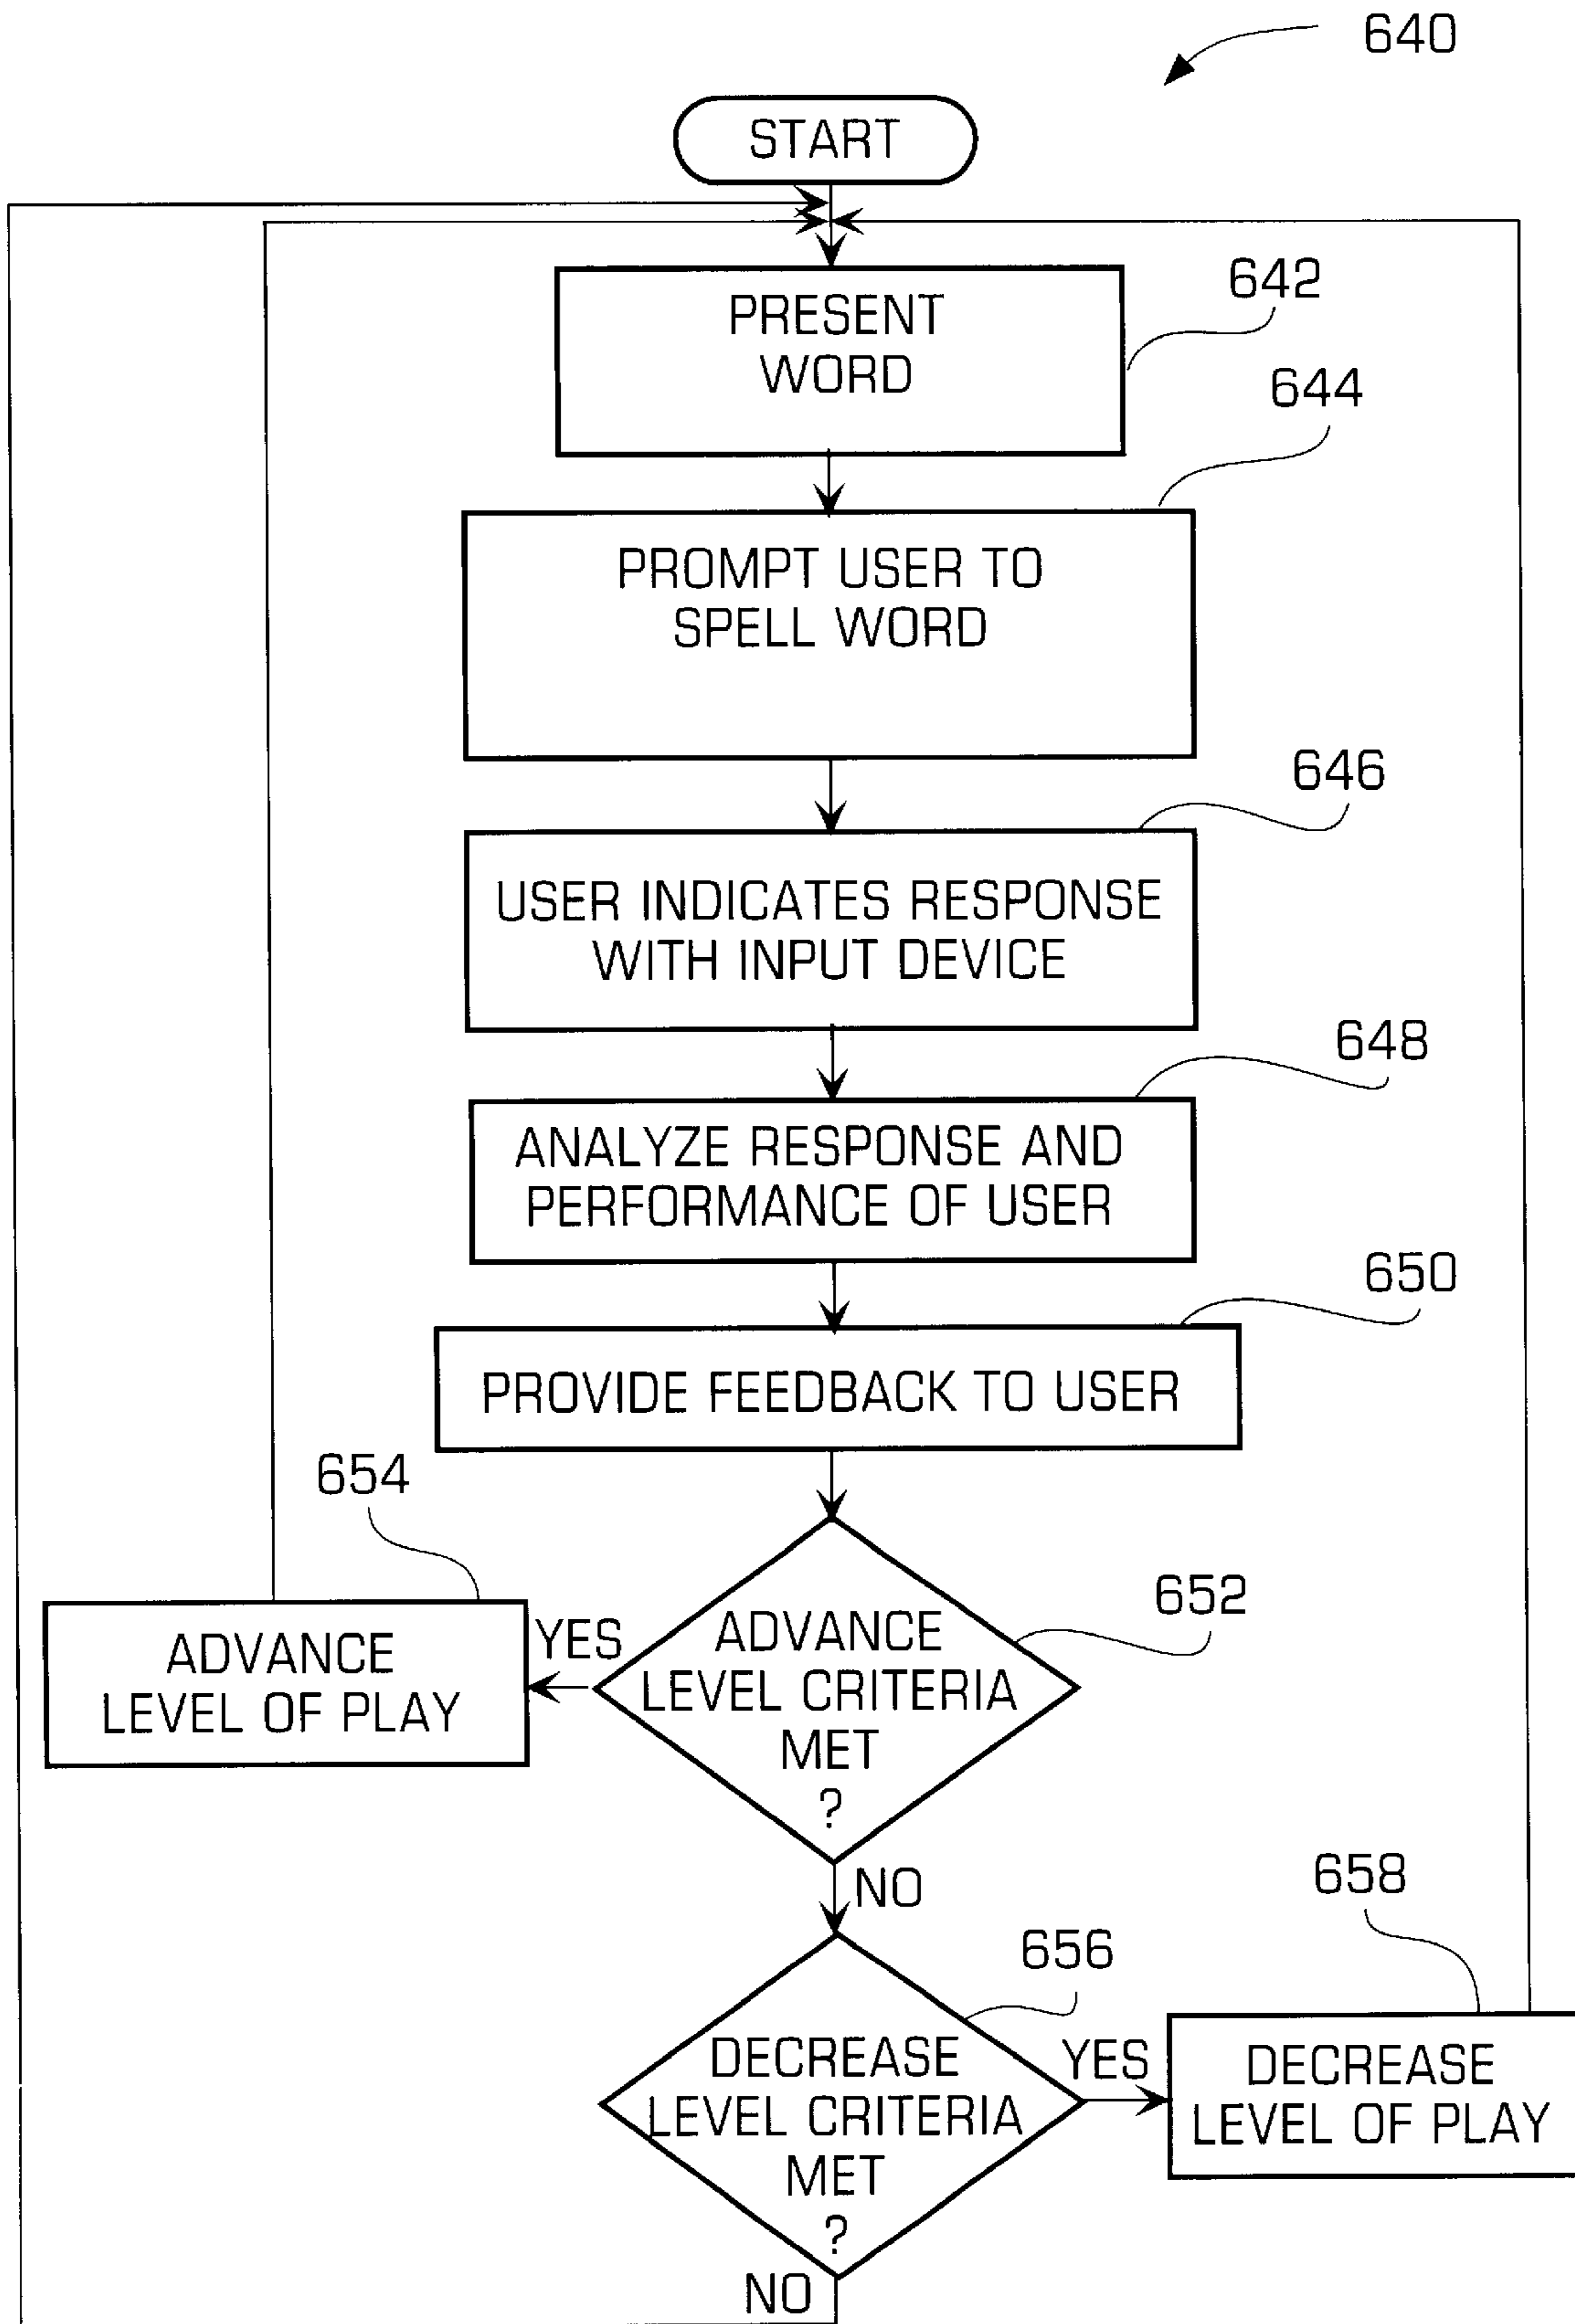 640
START
642
PRESENT
WORD
644
PROMPT USER TO
SPELL WORD
646
USER INDICATES RESPONSE
WITH INPUT DEVICE
648
ANALYZE RESPONSE AND
PERFORMANCE OF USER
650
PROVIDE FEEDBACK TO USER
654
652
ADVANCE
LEVEL CRITERIA
MET
?
YES
ADVANCE
LEVEL OF PLAY
NO
658
656
DECREASE
LEVEL CRITERIA
MET
?
YES
DECREASE
LEVEL OF PLAY
NO